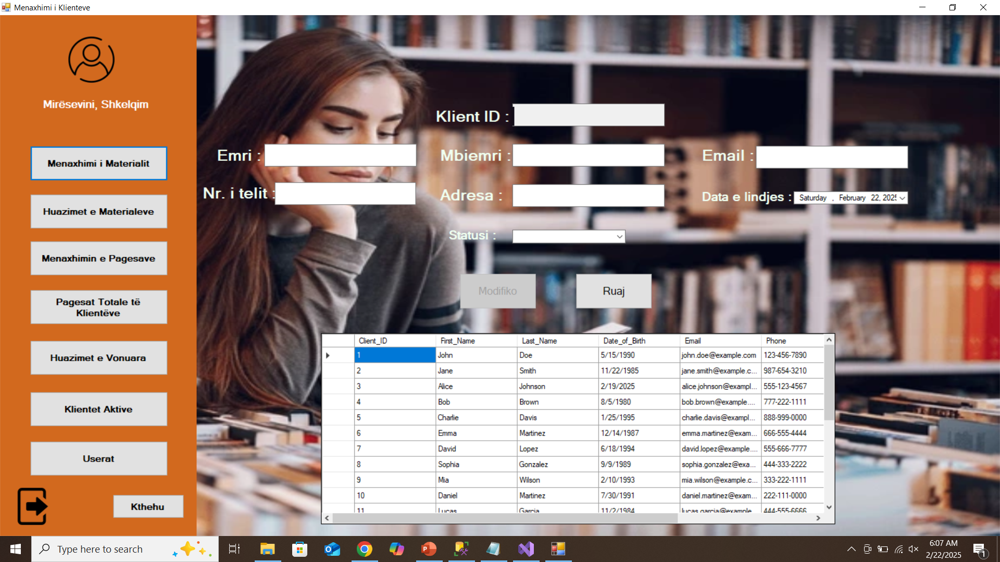 Menaxhimi i Klienteve
Mirësevini, Shkelqim
Menaxhimi i Materialit
Huazimet e Materialeve
Menaxhimin e Pagesave
Pagesat Totale të
Klientëve
Huazimet e Vonuara
Klientet Aktive
Userat
Kthehu
Klient ID :
Emri :
Mbiemri :
Email :
Nr. i telit :
Adresa :
Data e lindjes :
Saturday , February 22, 2025
Statusi :
Modifiko
Ruaj
Client_ID First_Name Last_Name Date_of_Birth Email Phone
1 John Doe 5/15/1990 john.doe@example.com 123-456-7890
2 Jane Smith 11/22/1985 jane.smith@example.c... 987-654-3210
3 Alice Johnson 2/19/2025 alice.johnson@exampl... 555-123-4567
4 Bob Brown 8/5/1980 bob.brown@example.... 777-222-1111
5 Charlie Davis 1/25/1995 charlie.davis@exampl... 888-999-0000
6 Emma Martinez 12/14/1987 emma.martinez@exam... 666-555-4444
7 David Lopez 6/18/1994 david.lopez@example.... 555-666-7777
8 Sophia Gonzalez 9/9/1989 sophia.gonzalez@exa... 444-333-2222
9 Mia Wilson 2/10/1993 mia.wilson@example.c... 333-222-1111
10 Daniel Martinez 7/30/1991 daniel.martinez@exam... 222-111-0000
11 Lucas Garcia 11/2/1984 lucas.garcia@example 444-555-6666
Type here to search
6:07 AM
2/22/2025
1